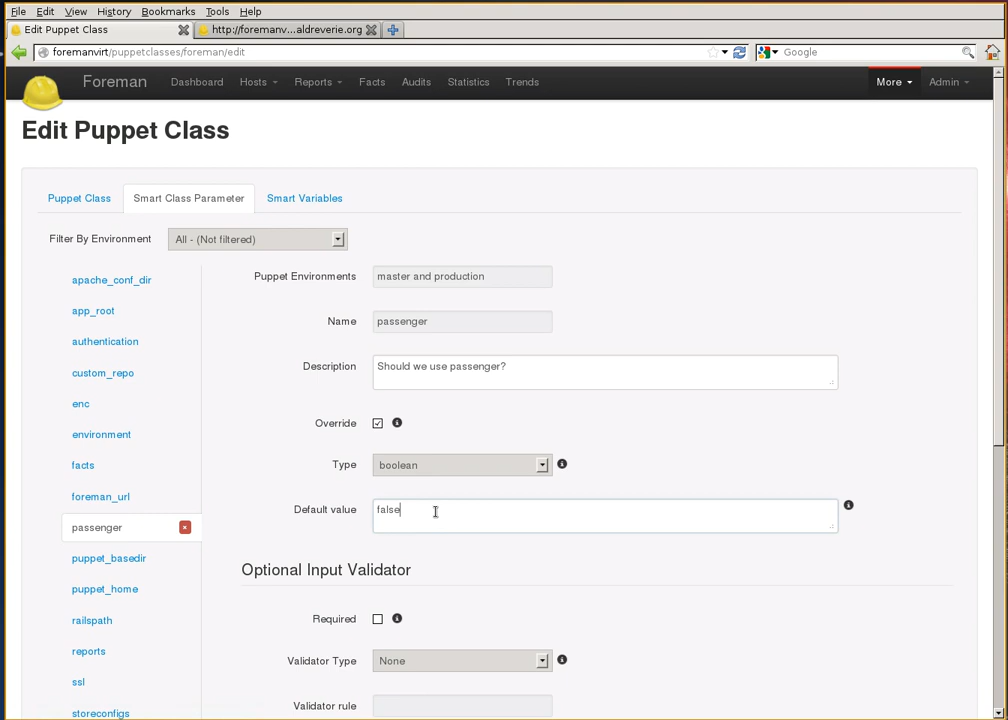 File Edit View History Bookmarks Tools Help
Edit Puppet Class
http://foremanv...aldreverie.org
foremanvirt/puppetclasses/foreman/edit
Google
Foreman Dashboard Hosts Reports Facts Audits Statistics Trends More Admin
Edit Puppet Class
Puppet Class Smart Class Parameter Smart Variables
Filter By Environment All - (Not filtered)
apache_conf_dir
app_root
authentication
custom_repo
enc
environment
facts
foreman_url
passenger
puppet_basedir
puppet_home
railspath
reports
ssl
storeconfigs
Puppet Environments master and production
Name passenger
Description Should we use passenger?
Override
Type boolean
Default value false
Optional Input Validator
Required
Validator Type None
Validator rule